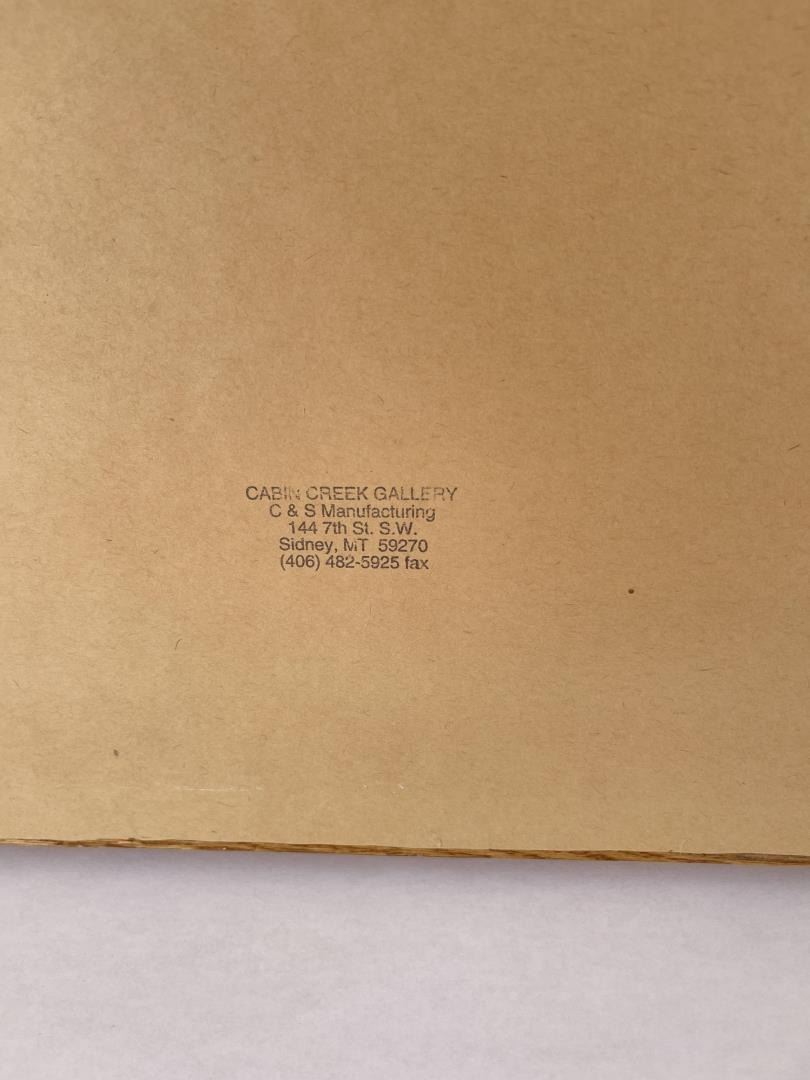 CABIN CREEK GALLERY
C & S Manufacturing
144 7th St. S.W.
Sidney, MT 59270
(406) 482-5925 fax